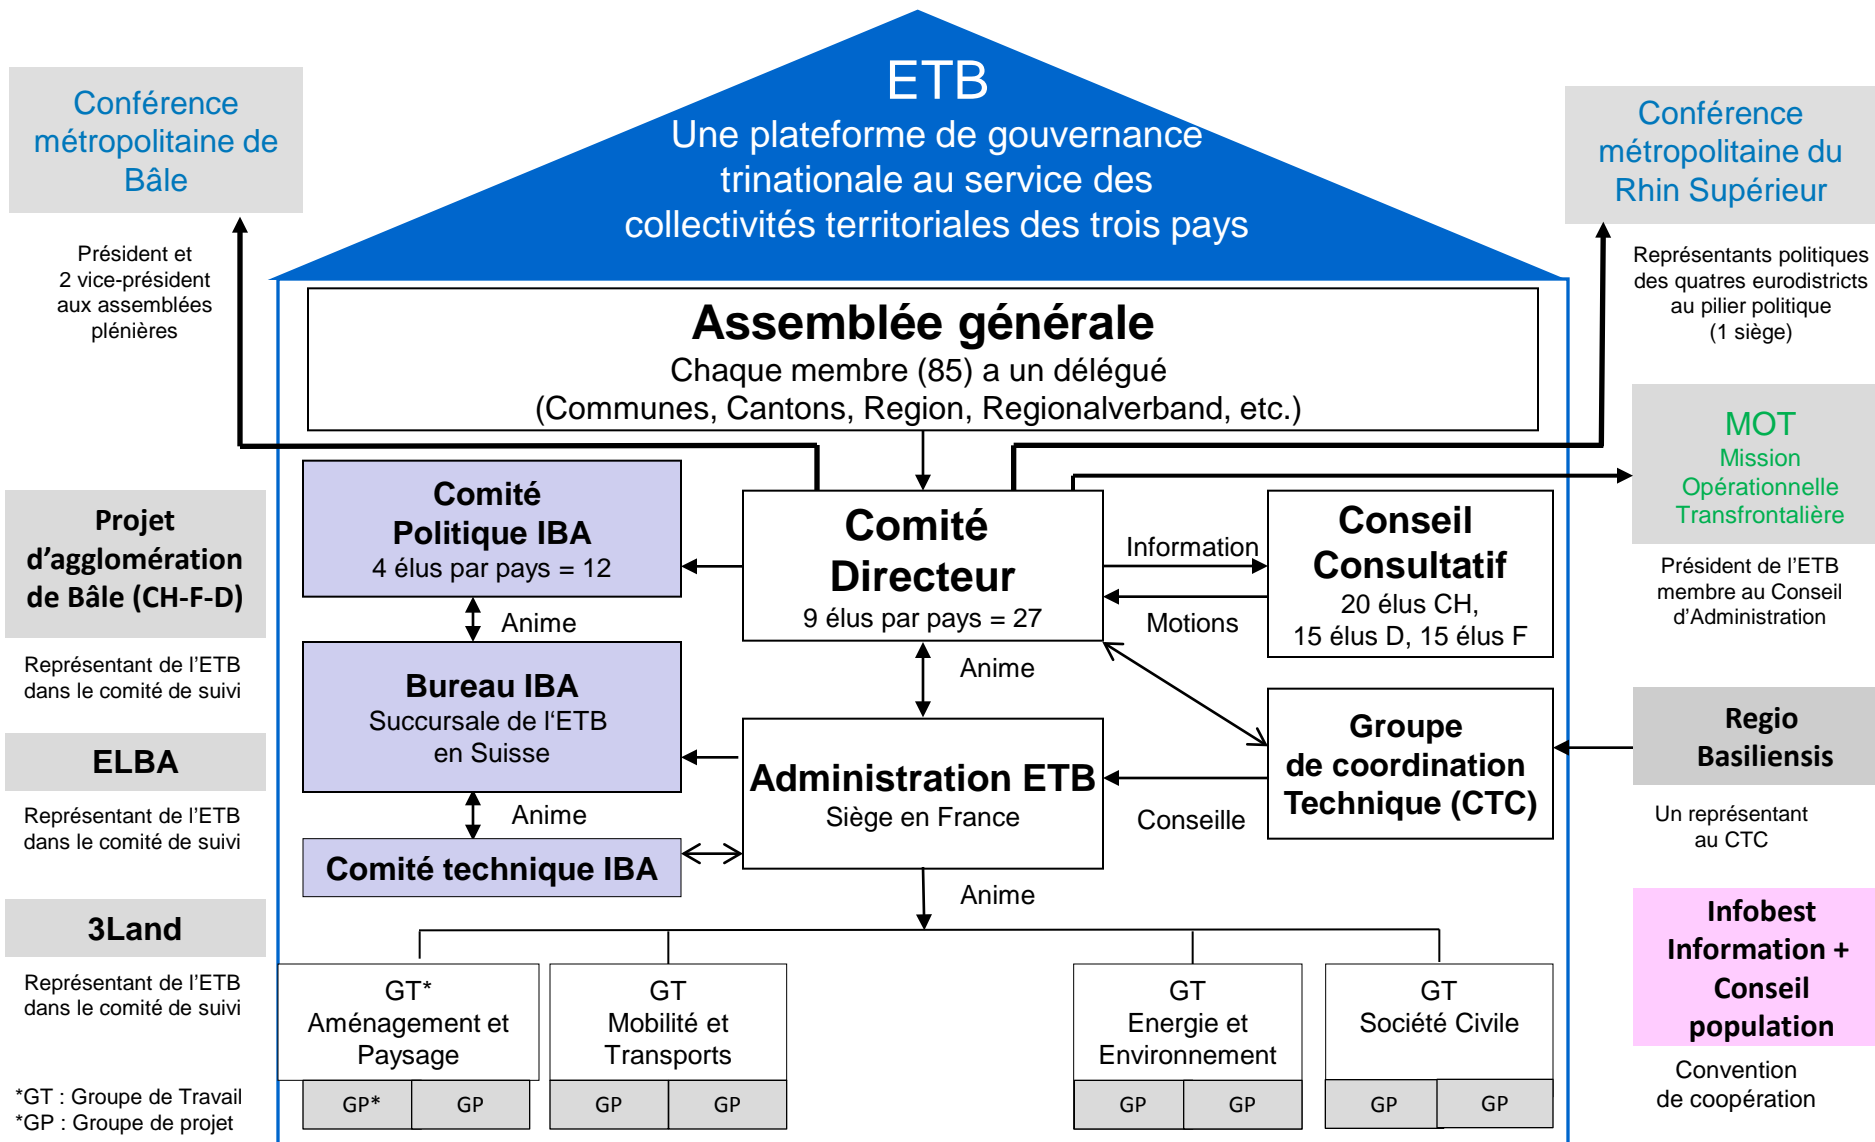 ETB
Une plateforme de gouvernance
trinationale au service des
collectivités territoriales des trois pays
Conférence
métropolitaine de
Bâle
Président et
2 vice-président
aux assemblées
plénières
Conférence
métropolitaine du
Rhin Supérieur
Représentants politiques
des quatres eurodistricts
au pilier politique
(1 siège)
Assemblée générale
Chaque membre (85) a un délégué
(Communes, Cantons, Region, Regionalverband, etc.)
MOT
Mission
Opérationnelle
Transfrontalière
Président de l’ETB
membre au Conseil
d’Administration
Projet
d’agglomération
de Bâle (CH-F-D)
Représentant de l’ETB
dans le comité de suivi
Comité
Politique IBA
4 élus par pays = 12
Anime
Comité
Directeur
9 élus par pays = 27
Information
Motions
Conseil
Consultatif
20 élus CH,
15 élus D, 15 élus F
Anime
Bureau IBA
Succursale de l‘ETB
en Suisse
Anime
Administration ETB
Siège en France
Conseille
Groupe
de coordination
Technique (CTC)
Regio
Basiliensis
Un représentant
au CTC
ELBA
Représentant de l’ETB
dans le comité de suivi
Comité technique IBA
Anime
3Land
Représentant de l’ETB
dans le comité de suivi
GT*
Aménagement et
Paysage
GP*
GP
GT
Mobilité et
Transports
GP
GP
GT
Energie et
Environnement
GP
GP
GT
Société Civile
GP
GP
Infobest
Information +
Conseil
population
Convention
de coopération
*GT : Groupe de Travail
*GP : Groupe de projet